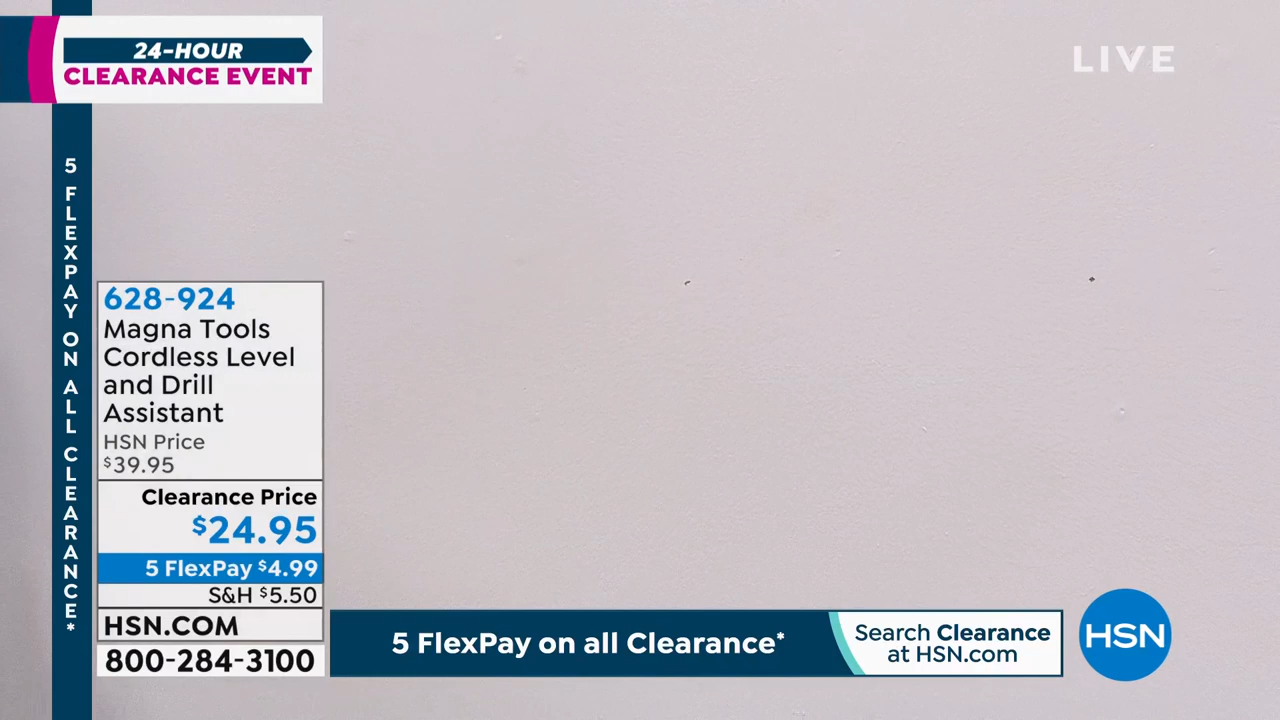 24-HOUR
CLEARANCE EVENT
LIVE
5 FLEXPAY ON ALL CLEARANCE*
628-924
Magna Tools
Cordless Level
and Drill
Assistant
HSN Price
$39.95
Clearance Price
$24.95
5 FlexPay $4.99
S&H $5.50
HSN.COM
800-284-3100
5 FlexPay on all Clearance*
Search Clearance
at HSN.com
HSN